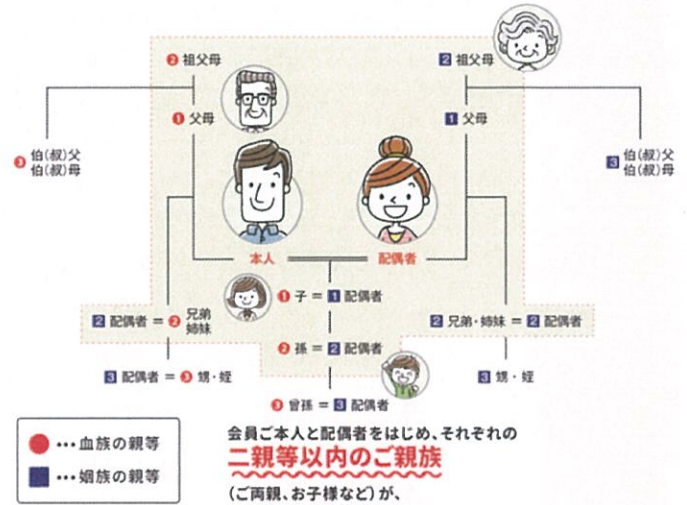 ❷ 祖父母
2 祖父母
❶ 父母
1 父母
❸ 伯(叔)父
伯(叔)母
3 伯(叔)父
伯(叔)母
本人
配偶者
❶ 子 = 1 配偶者
2 配偶者 = ❷ 兄弟
姉妹
2 兄弟・姉妹 = 2 配偶者
❷ 孫 = 2 配偶者
3 配偶者 = ❸ 甥・姪
3 甥・姪
❸ 曾孫 = 3 配偶者
●…血族の親等
■…姻族の親等
会員ご本人と配偶者をはじめ、それぞれの
二親等以内のご親族
(ご両親、お子様など)が、